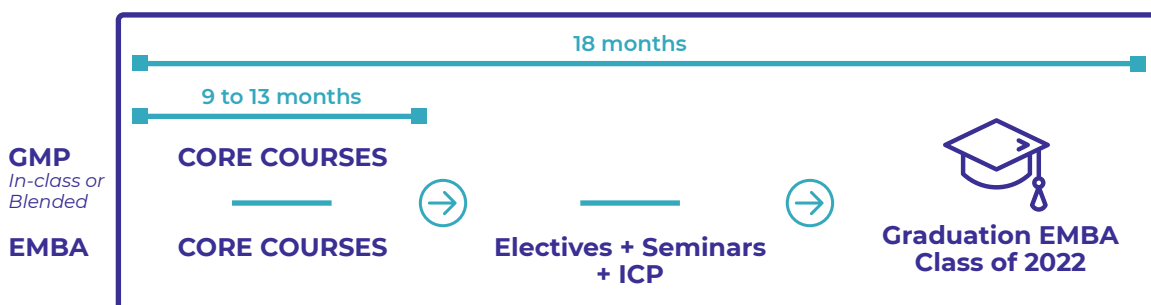 18 months
9 to 13 months
GMP
In-class or
Blended
CORE COURSES
EMBA
CORE COURSES
Electives + Seminars
+ ICP
Graduation EMBA
Class of 2022